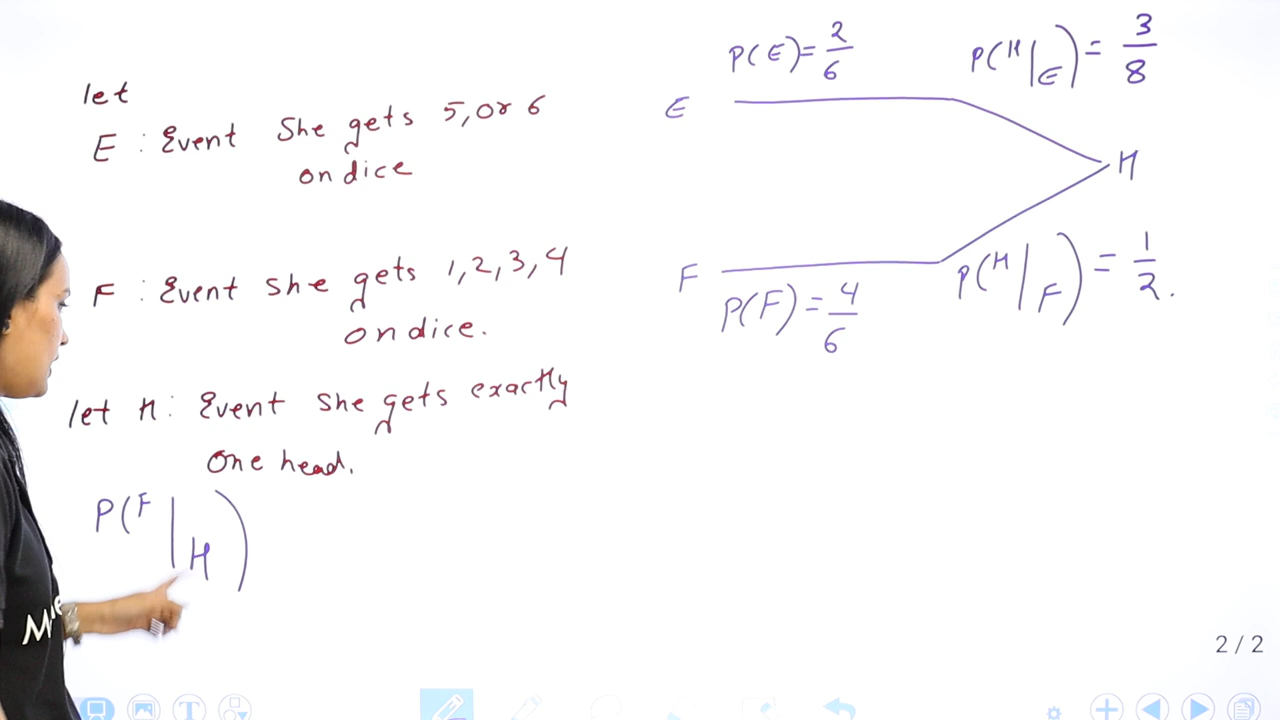 let
E : Event She gets 5, or 6
on dice
F : Event she gets 1, 2, 3, 4
on dice.
let H : Event she gets exactly
One head.
P(F|H)
P(E) = 2/6
P(H|E) = 3/8
E
H
F
P(F) = 4/6
P(H|F) = 1/2.
2 / 2